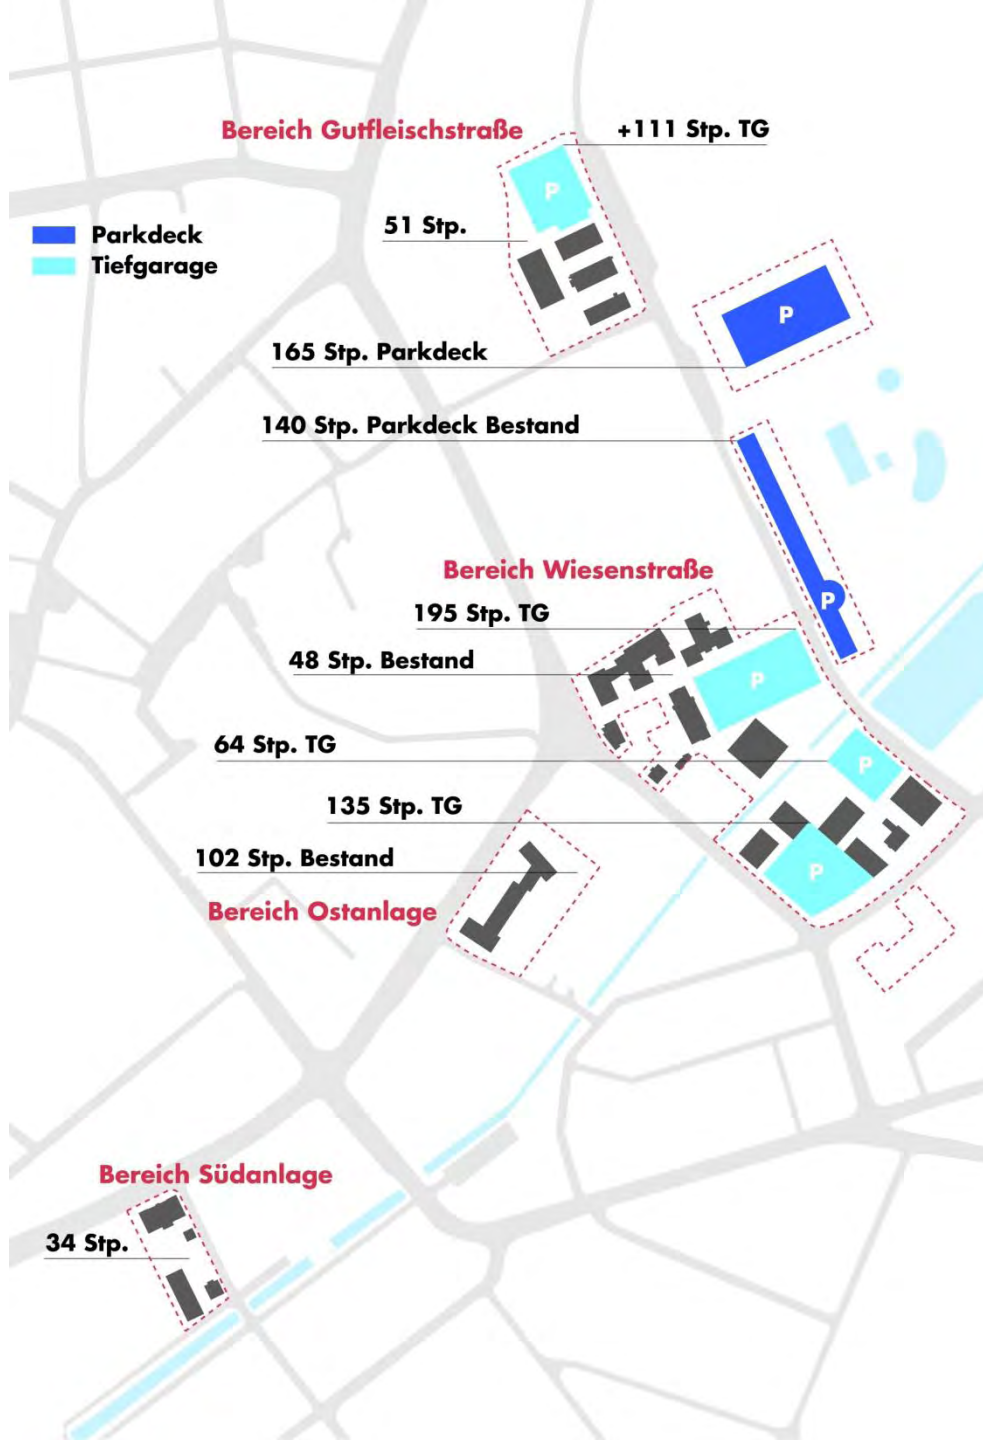 Bereich Gutfleischstraße
+111 Stp. TG
P
51 Stp.
Parkdeck
Tiefgarage
P
165 Stp. Parkdeck
140 Stp. Parkdeck Bestand
Bereich Wiesenstraße
P
195 Stp. TG
48 Stp. Bestand
P
64 Stp. TG
P
135 Stp. TG
102 Stp. Bestand
P
Bereich Ostanlage
Bereich Südanlage
34 Stp.